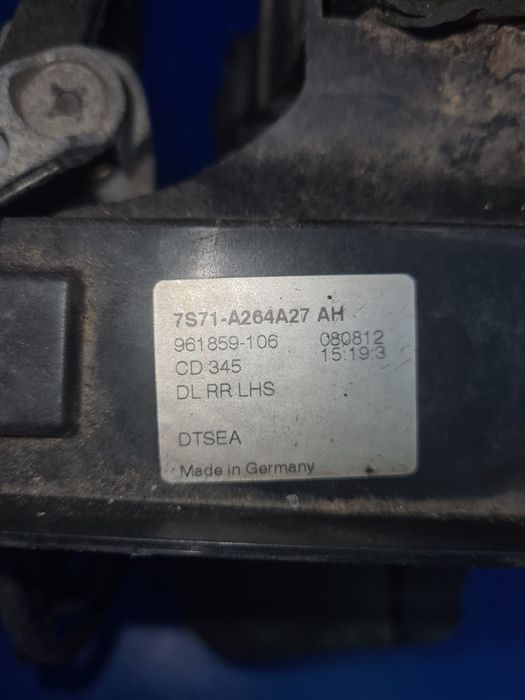 7S71-A264A27 AH
961859-106 080812
CD 345 15:19:3
DL RR LHS
DTSEA
Made in Germany